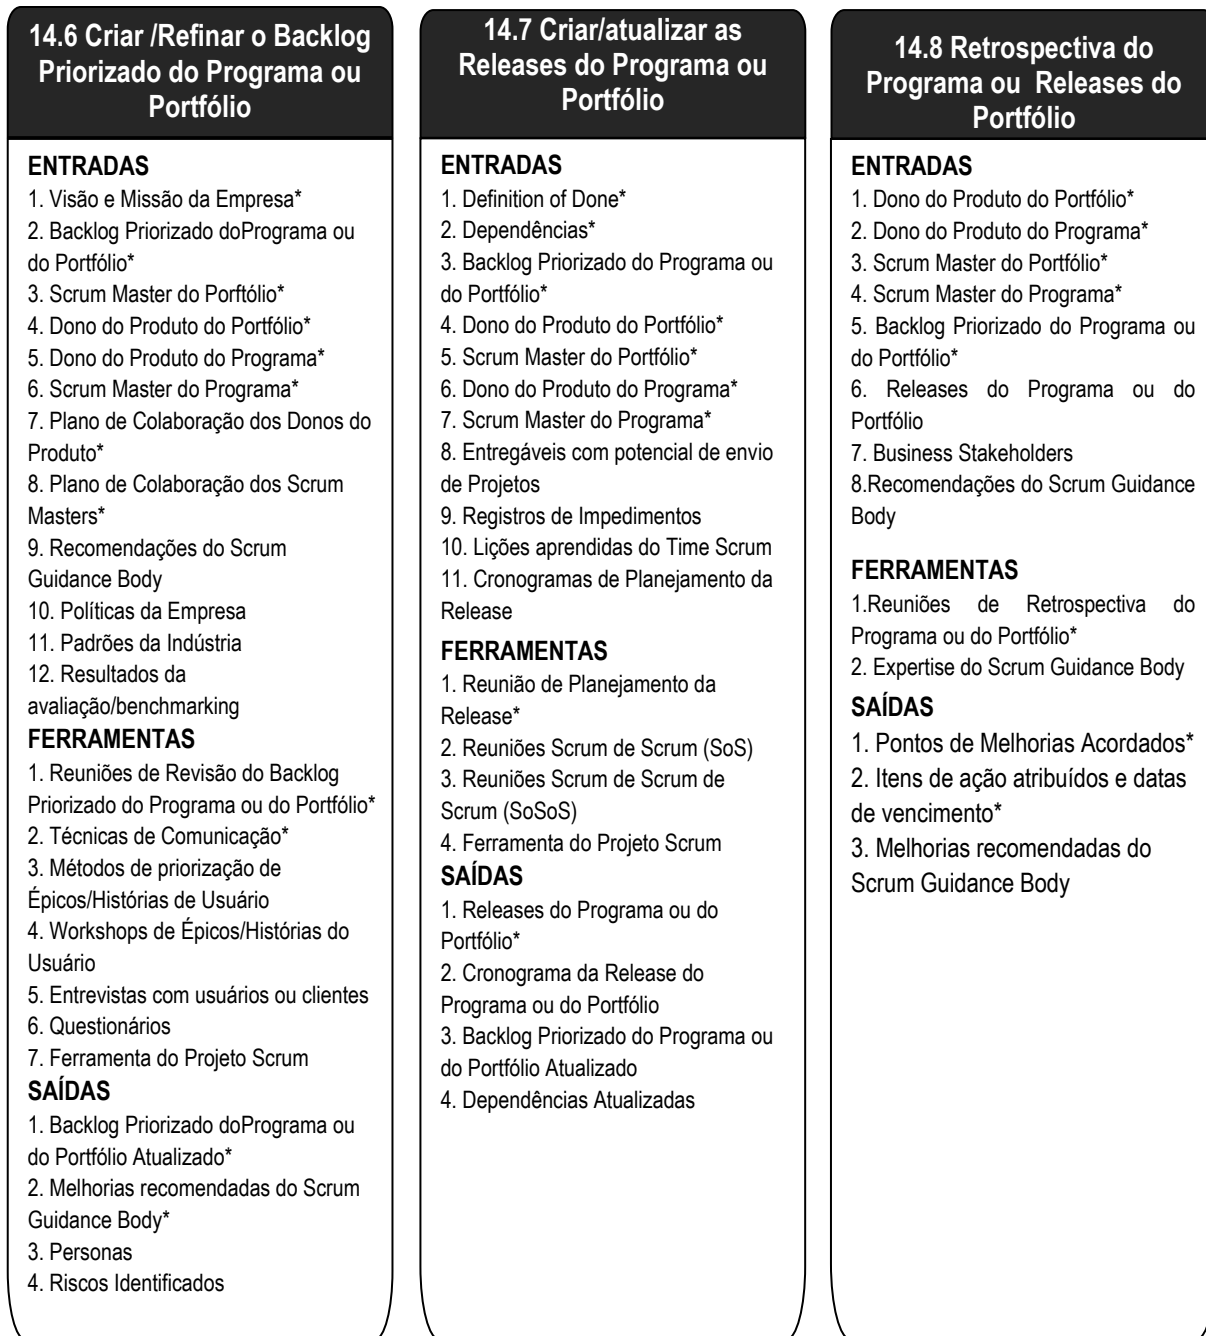 14.6 Criar /Refinar o Backlog
Priorizado do Programa ou
Portfólio
ENTRADAS
1. Visão e Missão da Empresa*
2. Backlog Priorizado doPrograma ou
do Portfólio*
3. Scrum Master do Porftólio*
4. Dono do Produto do Portfólio*
5. Dono do Produto do Programa*
6. Scrum Master do Programa*
7. Plano de Colaboração dos Donos do
Produto*
8. Plano de Colaboração dos Scrum
Masters*
9. Recomendações do Scrum
Guidance Body
10. Políticas da Empresa
11. Padrões da Indústria
12. Resultados da
avaliação/benchmarking
FERRAMENTAS
1. Reuniões de Revisão do Backlog
Priorizado do Programa ou do Portfólio*
2. Técnicas de Comunicação*
3. Métodos de priorização de
Épicos/Histórias de Usuário
4. Workshops de Épicos/Histórias do
Usuário
5. Entrevistas com usuários ou clientes
6. Questionários
7. Ferramenta do Projeto Scrum
SAÍDAS
1. Backlog Priorizado doPrograma ou
do Portfólio Atualizado*
2. Melhorias recomendadas do Scrum
Guidance Body*
3. Personas
4. Riscos Identificados
14.7 Criar/atualizar as
Releases do Programa ou
Portfólio
ENTRADAS
1. Definition of Done*
2. Dependências*
3. Backlog Priorizado do Programa ou
do Portfólio*
4. Dono do Produto do Portfólio*
5. Scrum Master do Portfólio*
6. Dono do Produto do Programa*
7. Scrum Master do Programa*
8. Entregáveis com potencial de envio
de Projetos
9. Registros de Impedimentos
10. Lições aprendidas do Time Scrum
11. Cronogramas de Planejamento da
Release
FERRAMENTAS
1. Reunião de Planejamento da
Release*
2. Reuniões Scrum de Scrum (SoS)
3. Reuniões Scrum de Scrum de
Scrum (SoSoS)
4. Ferramenta do Projeto Scrum
SAÍDAS
1. Releases do Programa ou do
Portfólio*
2. Cronograma da Release do
Programa ou do Portfólio
3. Backlog Priorizado do Programa ou
do Portfólio Atualizado
4. Dependências Atualizadas
14.8 Retrospectiva do
Programa ou Releases do
Portfólio
ENTRADAS
1. Dono do Produto do Portfólio*
2. Dono do Produto do Programa*
3. Scrum Master do Portfólio*
4. Scrum Master do Programa*
5. Backlog Priorizado do Programa ou
do Portfólio*
6. Releases do Programa ou do
Portfólio
7. Business Stakeholders
8.Recomendações do Scrum Guidance
Body
FERRAMENTAS
1.Reuniões de Retrospectiva do
Programa ou do Portfólio*
2. Expertise do Scrum Guidance Body
SAÍDAS
1. Pontos de Melhorias Acordados*
2. Itens de ação atribuídos e datas
de vencimento*
3. Melhorias recomendadas do
Scrum Guidance Body